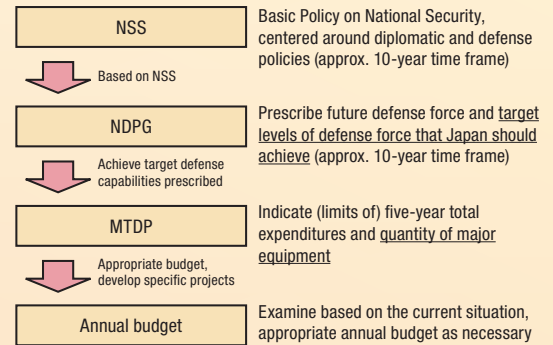 NSS
Basic Policy on National Security,
centered around diplomatic and defense
policies (approx. 10-year time frame)
Based on NSS
NDPG
Prescribe future defense force and target
levels of defense force that Japan should
achieve (approx. 10-year time frame)
Achieve target defense
capabilities prescribed
MTDP
Indicate (limits of) five-year total
expenditures and quantity of major
equipment
Appropriate budget,
develop specific projects
Annual budget
Examine based on the current situation,
appropriate annual budget as necessary